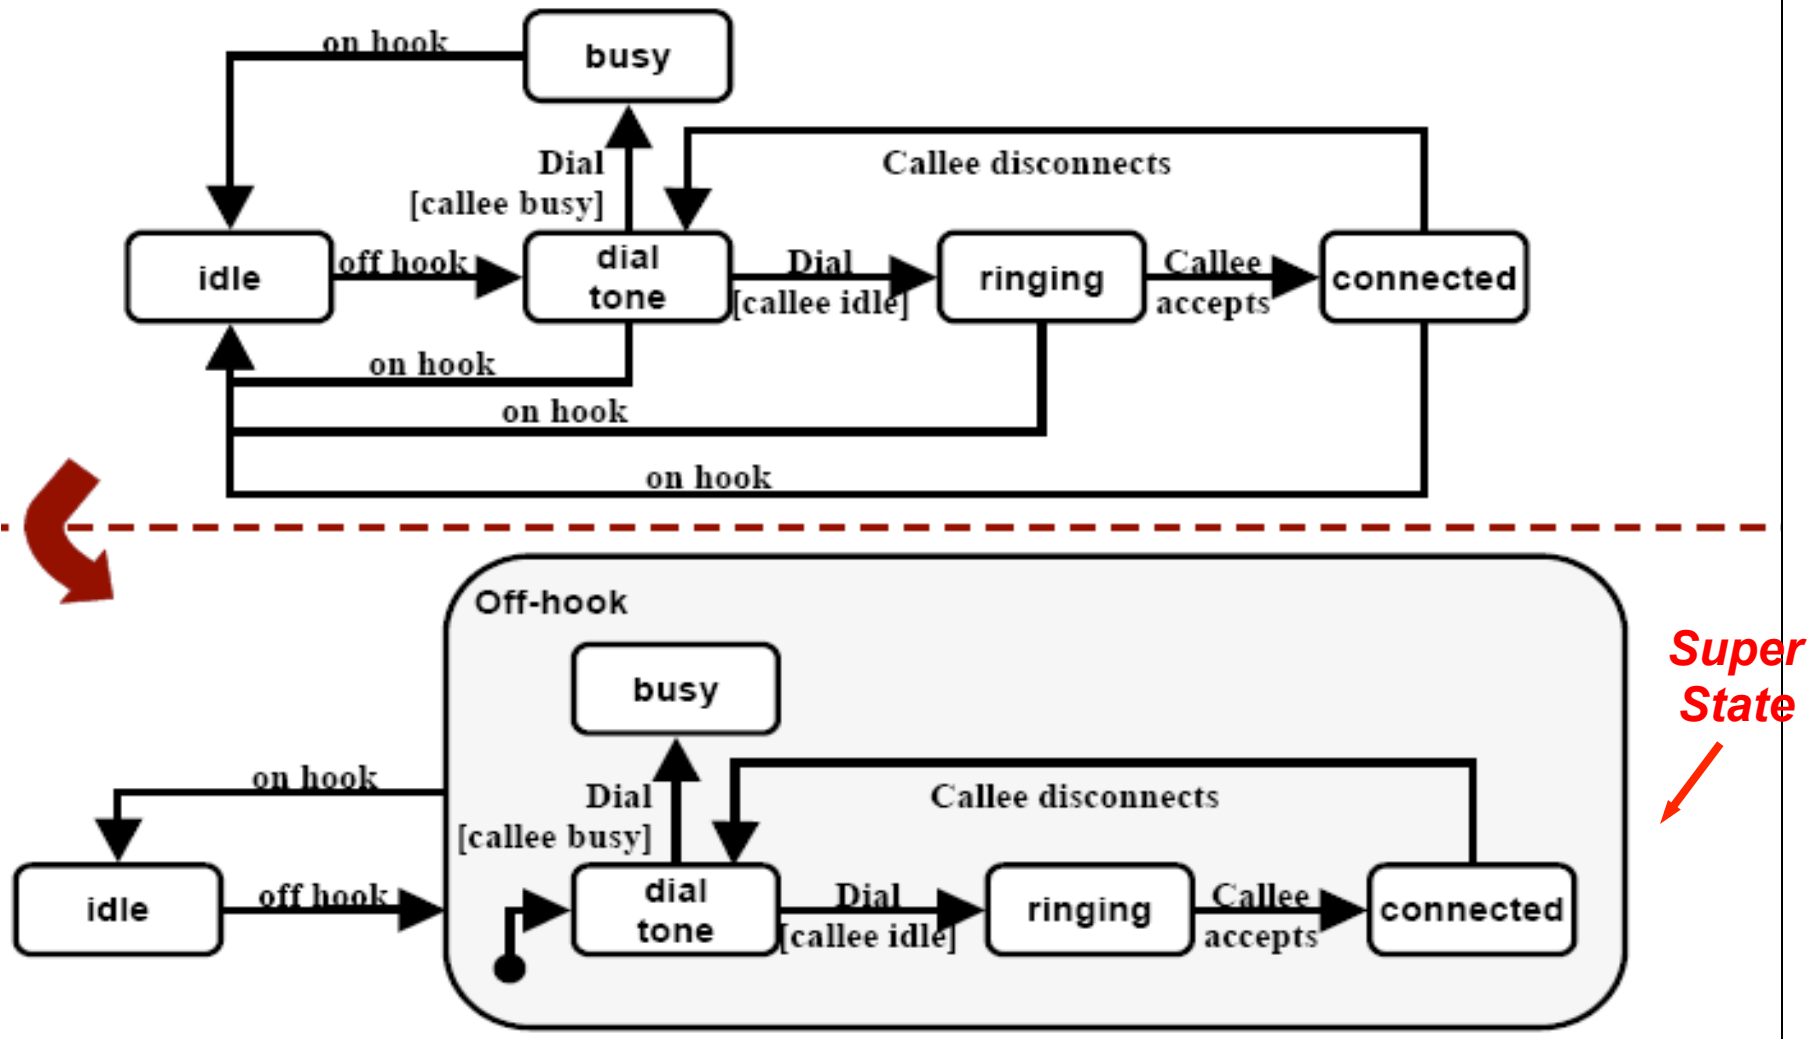 on hook
busy
Dial
[callee busy]
Callee disconnects
idle
off hook
dial
tone
Dial
[callee idle]
ringing
Callee
accepts
connected
on hook
on hook
on hook
Off-hook
busy
Super
State
on hook
Dial
[callee busy]
Callee disconnects
idle
off hook
dial
tone
Dial
[callee idle]
ringing
Callee
accepts
connected